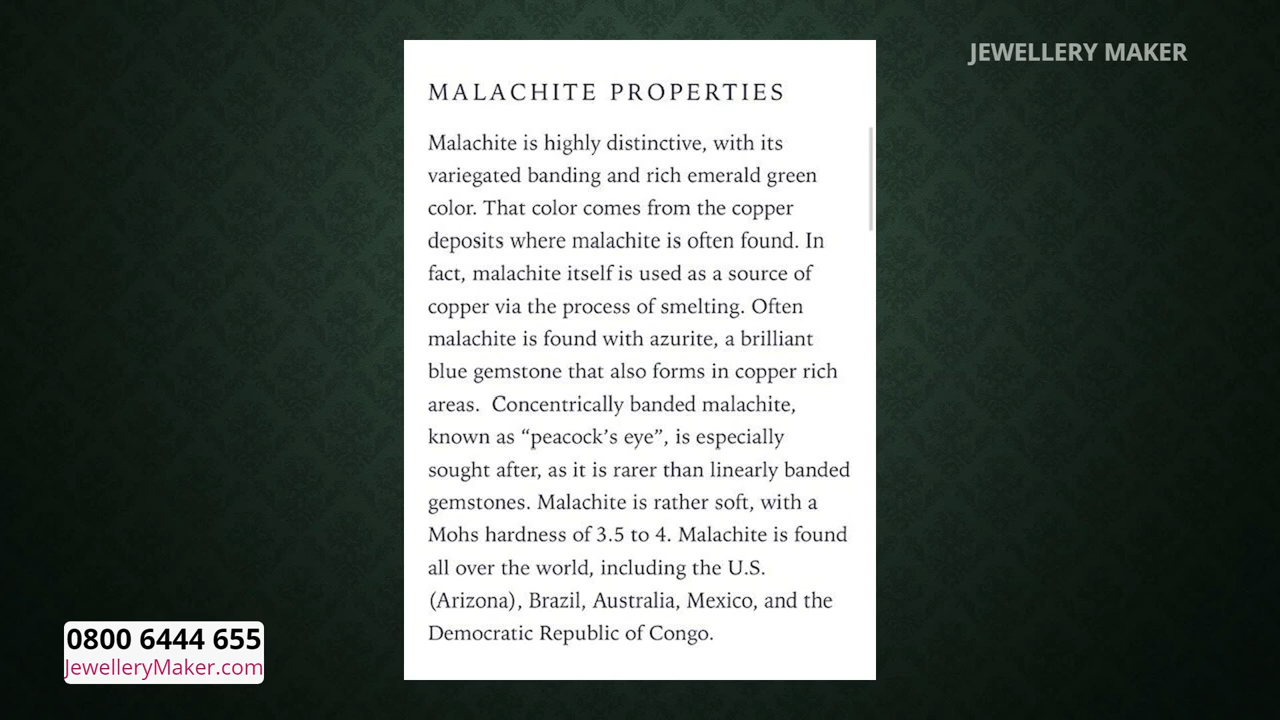 JEWELLERY MAKER
MALACHITE PROPERTIES
Malachite is highly distinctive, with its
variegated banding and rich emerald green
color. That color comes from the copper
deposits where malachite is often found. In
fact, malachite itself is used as a source of
copper via the process of smelting. Often
malachite is found with azurite, a brilliant
blue gemstone that also forms in copper rich
areas.  Concentrically banded malachite,
known as “peacock’s eye”, is especially
sought after, as it is rarer than linearly banded
gemstones. Malachite is rather soft, with a
Mohs hardness of 3.5 to 4. Malachite is found
all over the world, including the U.S.
(Arizona), Brazil, Australia, Mexico, and the
Democratic Republic of Congo.
0800 6444 655
JewelleryMaker.com